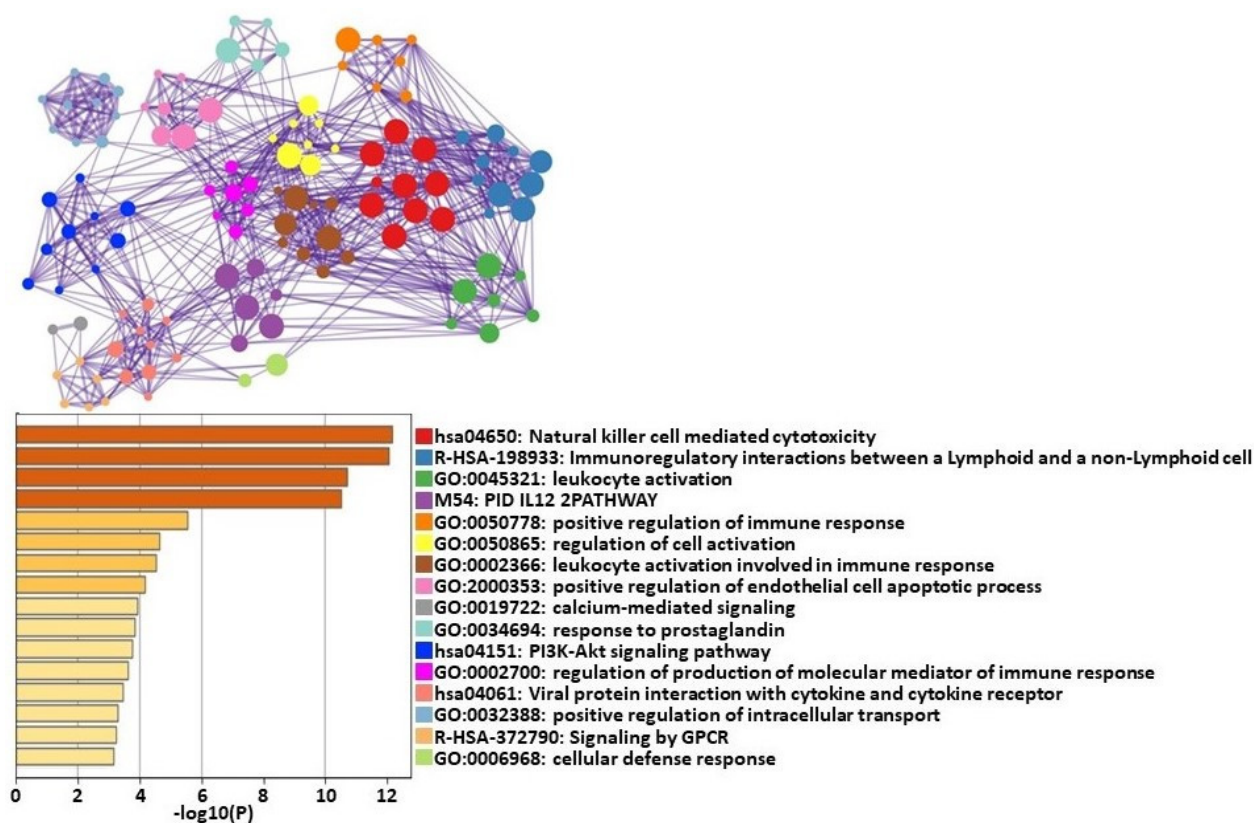 hsa04650: Natural killer cell mediated cytotoxicity
R-HSA-198933: Immunoregulatory interactions between a Lymphoid and a non-Lymphoid cell
GO:0045321: leukocyte activation
M54: PID IL12 2PATHWAY
GO:0050778: positive regulation of immune response
GO:0050865: regulation of cell activation
GO:0002366: leukocyte activation involved in immune response
GO:2000353: positive regulation of endothelial cell apoptotic process
GO:0019722: calcium-mediated signaling
GO:0034694: response to prostaglandin
hsa04151: PI3K-Akt signaling pathway
GO:0002700: regulation of production of molecular mediator of immune response
hsa04061: Viral protein interaction with cytokine and cytokine receptor
GO:0032388: positive regulation of intracellular transport
R-HSA-372790: Signaling by GPCR
GO:0006968: cellular defense response
0 2 4 6 8 10 12
-log10(P)